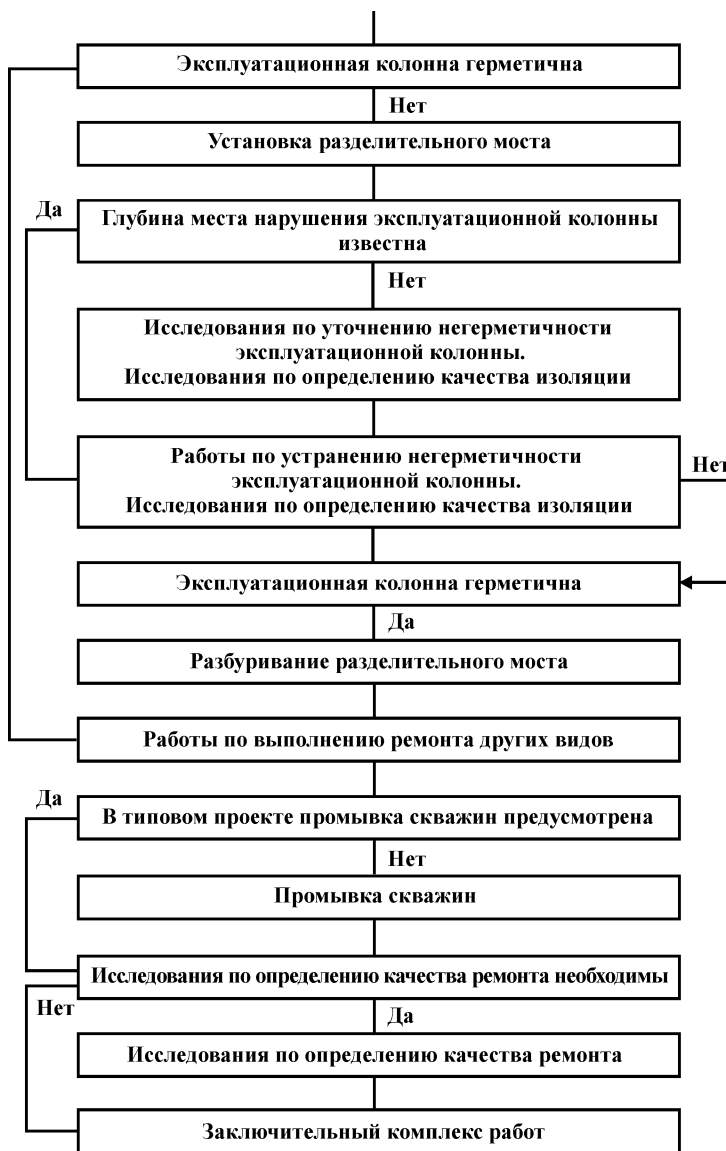 Эксплуатационная колонна герметична
Нет
Установка разделительного моста
Да
Глубина места нарушения эксплуатационной колонны
известна
Нет
Исследования по уточнению негерметичности
эксплуатационной колонны.
Исследования по определению качества изоляции
Работы по устранению негерметичности
эксплуатационной колонны.
Исследования по определению качества изоляции
Нет
Эксплуатационная колонна герметична
Да
Разбуривание разделительного моста
Работы по выполнению ремонта других видов
Да
В типовом проекте промывка скважин предусмотрена
Нет
Промывка скважин
Исследования по определению качества ремонта необходимы
Нет
Да
Исследования по определению качества ремонта
Заключительный комплекс работ